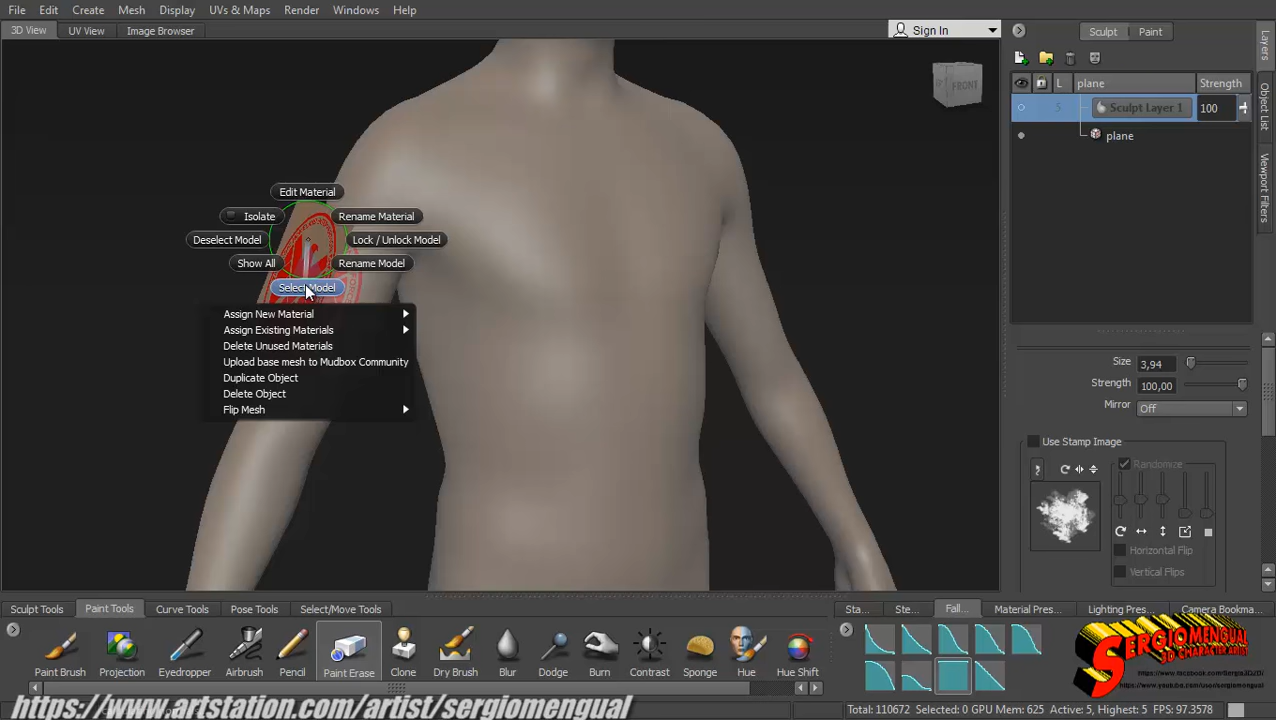 File Edit Create Mesh Display UVs & Maps Render Windows Help
3D View UV View Image Browser Sign In
Sculpt Paint
Layers
Object List
Viewport Filters
L plane Strength
5 Sculpt Layer 1 100
plane
FRONT
Edit Material
Isolate Rename Material
Deselect Model Lock / Unlock Model
Show All Rename Model
Select Model
Assign New Material
Assign Existing Materials
Delete Unused Materials
Upload base mesh to Mudbox Community
Duplicate Object
Delete Object
Flip Mesh
Size 3,94
Strength 100,00
Mirror Off
Use Stamp Image
Randomize
Horizontal Flip
Vertical Flips
Sculpt Tools Paint Tools Curve Tools Pose Tools Select/Move Tools
Sta... Ste... Fall... Material Pres... Lighting Pres... Camera Bookma...
Paint Brush Projection Eyedropper Airbrush Pencil Paint Erase Clone Dry Brush Blur Dodge Burn Contrast Sponge Hue Hue Shift
SERGIOMENGUAL
3D CHARACTER ARTIST
https://www.artstation.com/artist/sergiomengual
Total: 110672 Selected: 0 GPU Mem: 625 Active: 5, Highest: 5 FPS: 97.3578